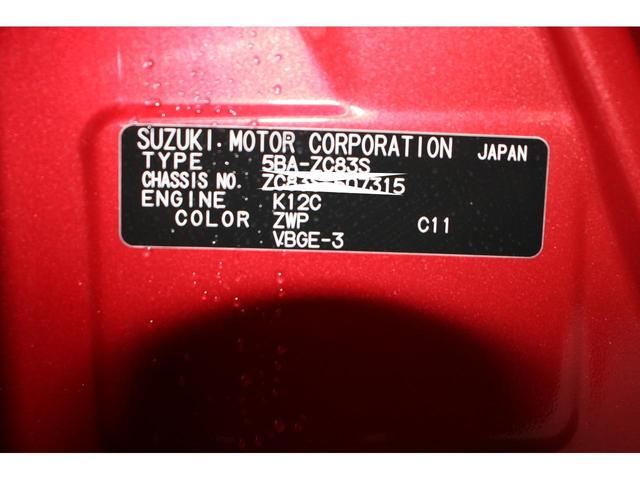 SUZUKI MOTOR CORPORATION JAPAN
TYPE 5BA-ZC83S
CHASSIS NO.
ENGINE K12C
COLOR ZWP C11
VBGE-3